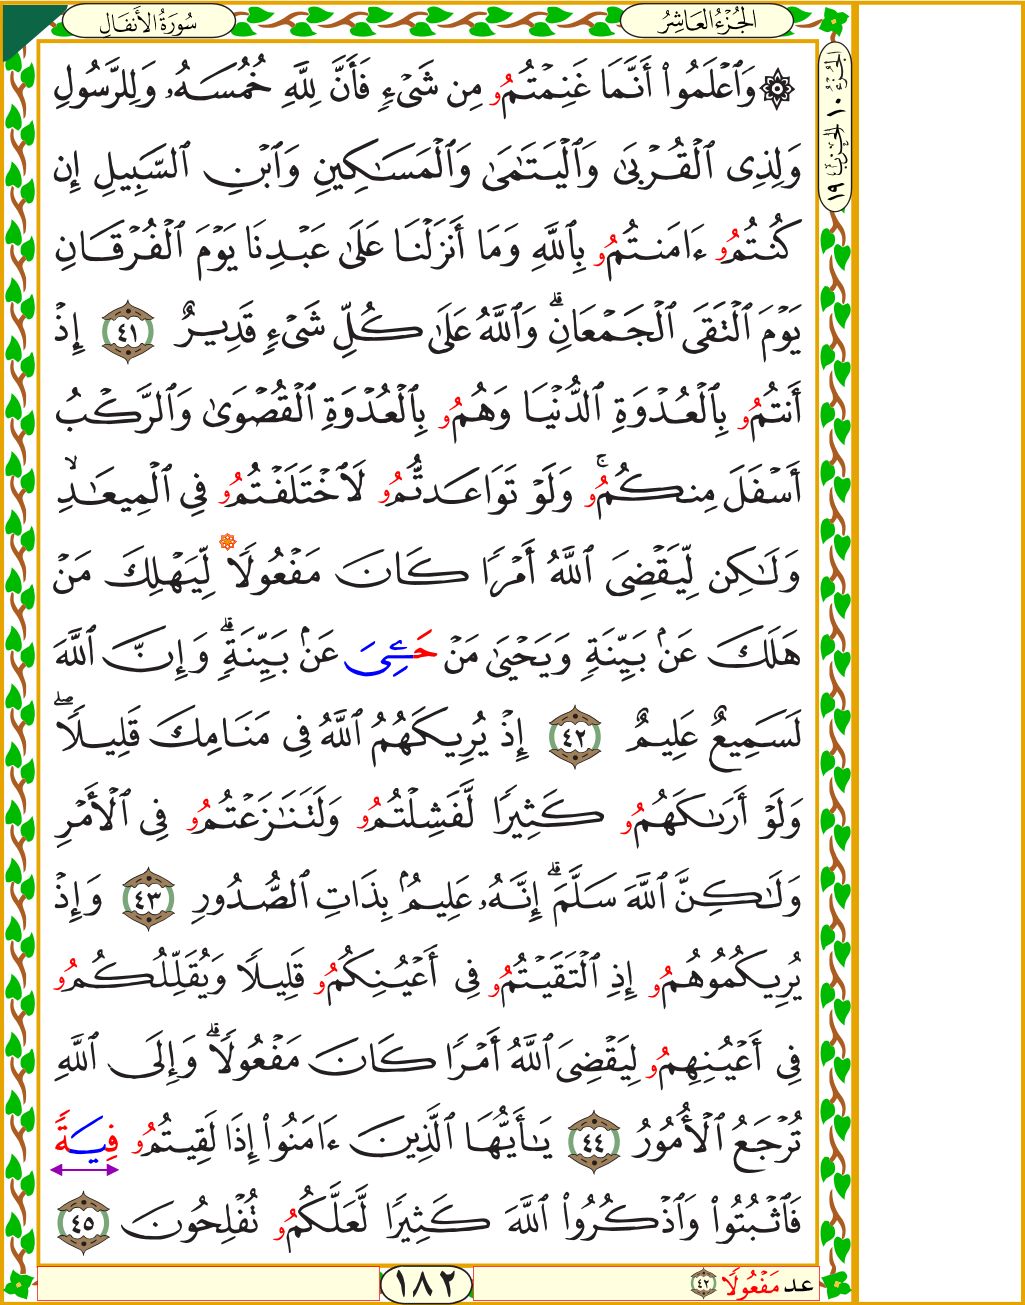 سُورَةُ الأَنفَال
الجُزْءُ العَاشِرُ
الجُزْءُ ١٠ الحِزْبُ ١٩
۞ وَٱعْلَمُوٓا۟ أَنَّمَا غَنِمْتُمُۥ مِن شَىْءٍۢ فَأَنَّ لِلَّهِ خُمُسَهُۥ وَلِلرَّسُولِ
وَلِذِى ٱلْقُرْبَىٰ وَٱلْيَتَـٰمَىٰ وَٱلْمَسَـٰكِينِ وَٱبْنِ ٱلسَّبِيلِ إِن
كُنتُمُۥ ءَامَنتُمُۥ بِٱللَّهِ وَمَآ أَنزَلْنَا عَلَىٰ عَبْدِنَا يَوْمَ ٱلْفُرْقَانِ
يَوْمَ ٱلْتَقَى ٱلْجَمْعَانِ ۗ وَٱللَّهُ عَلَىٰ كُلِّ شَىْءٍۢ قَدِيرٌ ٤١ إِذْ
أَنتُمُۥ بِٱلْعُدْوَةِ ٱلدُّنْيَا وَهُمُۥ بِٱلْعُدْوَةِ ٱلْقُصْوَىٰ وَٱلرَّكْبُ
أَسْفَلَ مِنكُمُۥ ۚ وَلَوْ تَوَاعَدتُّمُۥ لَٱخْتَلَفْتُمُۥ فِى ٱلْمِيعَـٰدِ ۙ
وَلَـٰكِن لِّيَقْضِىَ ٱللَّهُ أَمْرًۭا كَانَ مَفْعُولًۭا لِّيَهْلِكَ مَنْ
هَلَكَ عَنۢ بَيِّنَةٍۢ وَيَحْيَىٰ مَنْ حَيِىَ عَنۢ بَيِّنَةٍۢ ۗ وَإِنَّ ٱللَّهَ
لَسَمِيعٌ عَلِيمٌ ٤٢ إِذْ يُرِيكَهُمُ ٱللَّهُ فِى مَنَامِكَ قَلِيلًۭا ۖ
وَلَوْ أَرَىٰكَهُمُۥ كَثِيرًۭا لَّفَشِلْتُمُۥ وَلَتَنَـٰزَعْتُمُۥ فِى ٱلْأَمْرِ
وَلَـٰكِنَّ ٱللَّهَ سَلَّمَ ۗ إِنَّهُۥ عَلِيمٌۢ بِذَاتِ ٱلصُّدُورِ ٤٣ وَإِذْ
يُرِيكُمُوهُمُۥ إِذِ ٱلْتَقَيْتُمُۥ فِىٓ أَعْيُنِكُمُۥ قَلِيلًۭا وَيُقَلِّلُكُمُۥ
فِىٓ أَعْيُنِهِمُۥ لِيَقْضِىَ ٱللَّهُ أَمْرًۭا كَانَ مَفْعُولًۭا ۗ وَإِلَى ٱللَّهِ
تُرْجَعُ ٱلْأُمُورُ ٤٤ يَـٰٓأَيُّهَا ٱلَّذِينَ ءَامَنُوٓا۟ إِذَا لَقِيتُمُۥ فِيَةًۭ
فَٱثْبُتُوا۟ وَٱذْكُرُوا۟ ٱللَّهَ كَثِيرًۭا لَّعَلَّكُمُۥ تُفْلِحُونَ ٤٥
عد مَفْعُولًۭا ٤٢
١٨٢